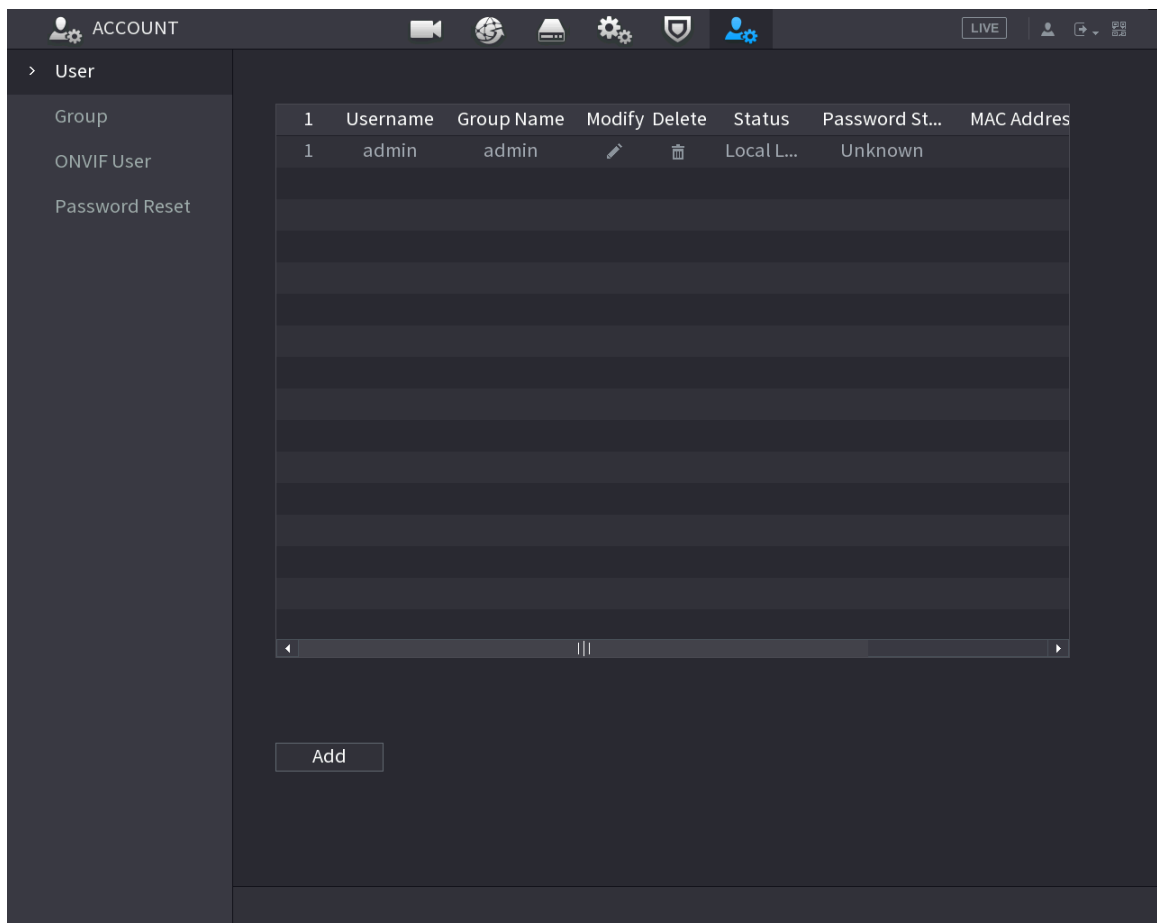 ACCOUNT LIVE
User
Group
ONVIF User
Password Reset
1 Username Group Name Modify Delete Status Password St... MAC Addres
1 admin admin Local L... Unknown
Add